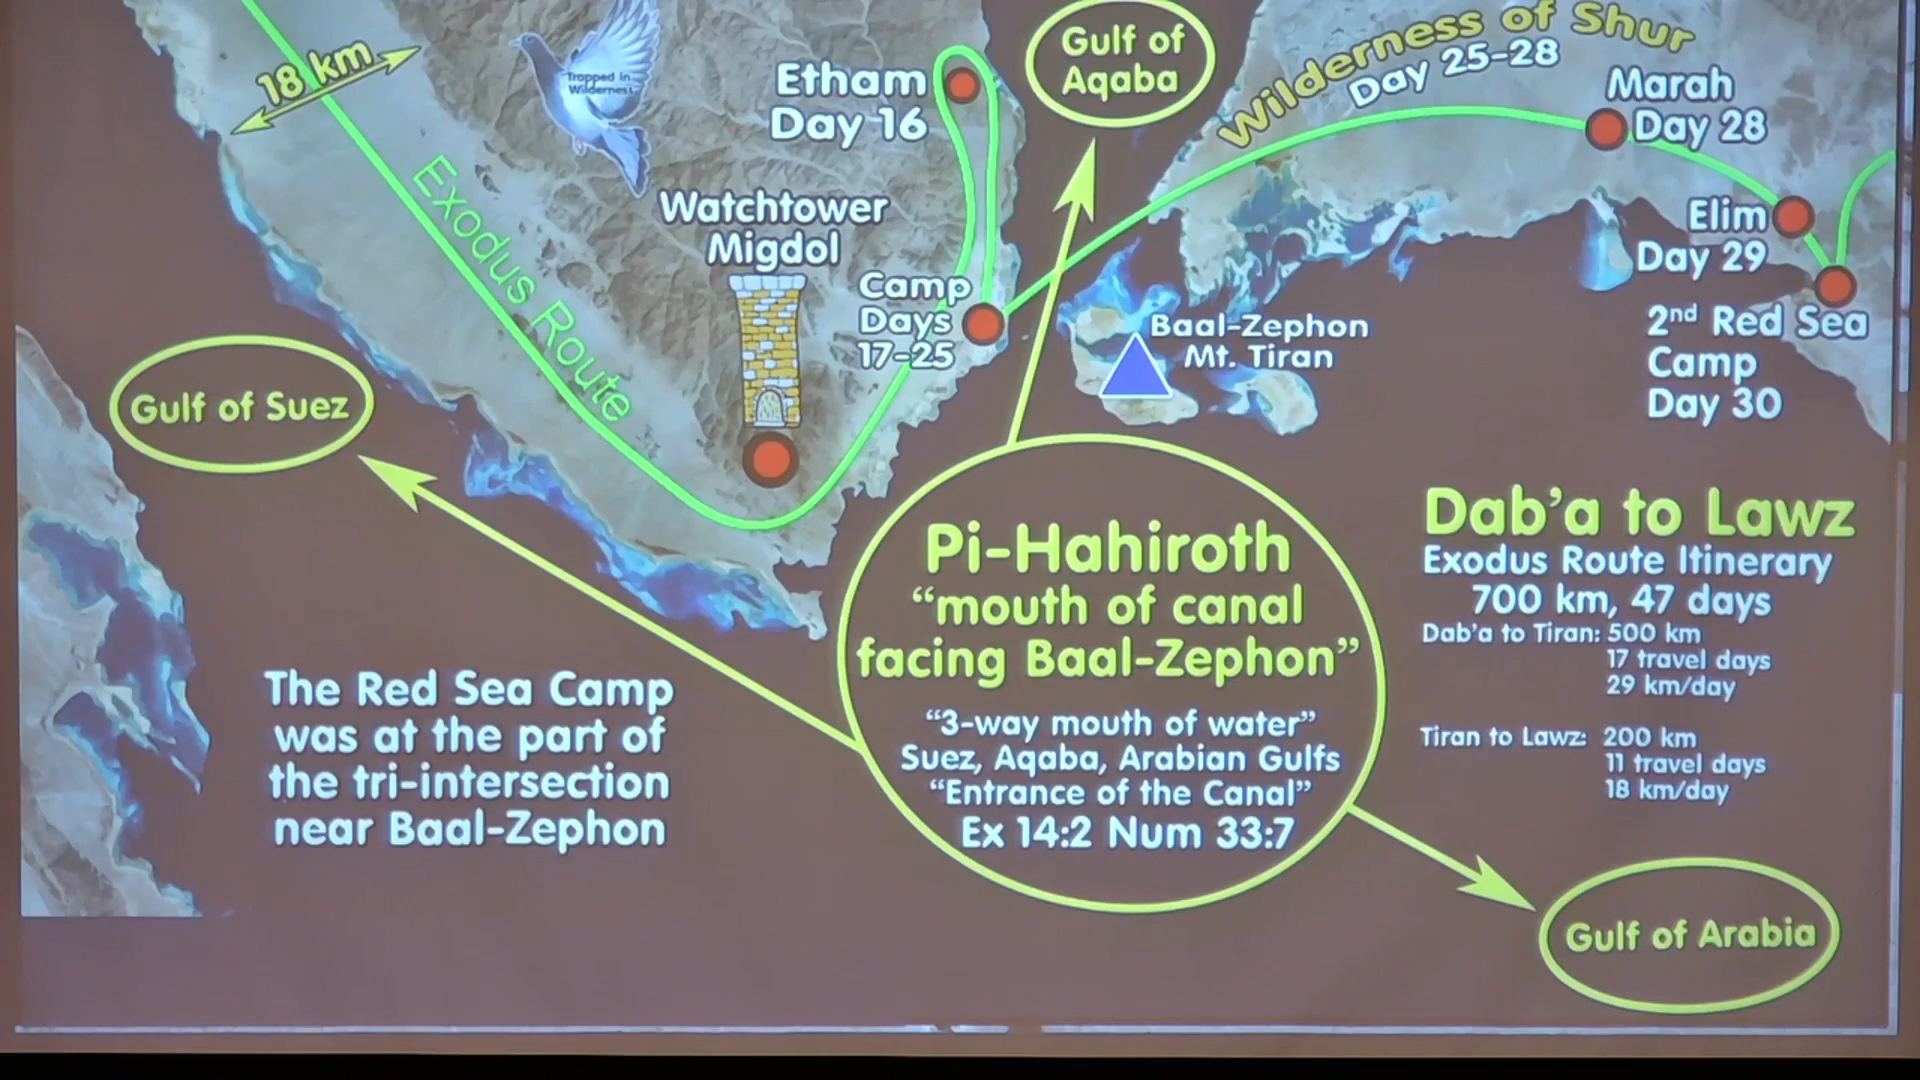 18 km
Trapped in
Wilderness
Etham
Day 16
Gulf of
Aqaba
Wilderness of Shur
Day 25-28
Marah
Day 28
Exodus Route
Watchtower
Migdol
Elim
Day 29
Camp
Days
17-25
Baal-Zephon
Mt. Tiran
2nd Red Sea
Camp
Day 30
Gulf of Suez
Pi-Hahiroth
“mouth of canal
facing Baal-Zephon”
“3-way mouth of water”
Suez, Aqaba, Arabian Gulfs
“Entrance of the Canal”
Ex 14:2 Num 33:7
Dab’a to Lawz
Exodus Route Itinerary
700 km, 47 days
Dab’a to Tiran: 500 km
17 travel days
29 km/day
Tiran to Lawz: 200 km
11 travel days
18 km/day
The Red Sea Camp
was at the part of
the tri-intersection
near Baal-Zephon
Gulf of Arabia